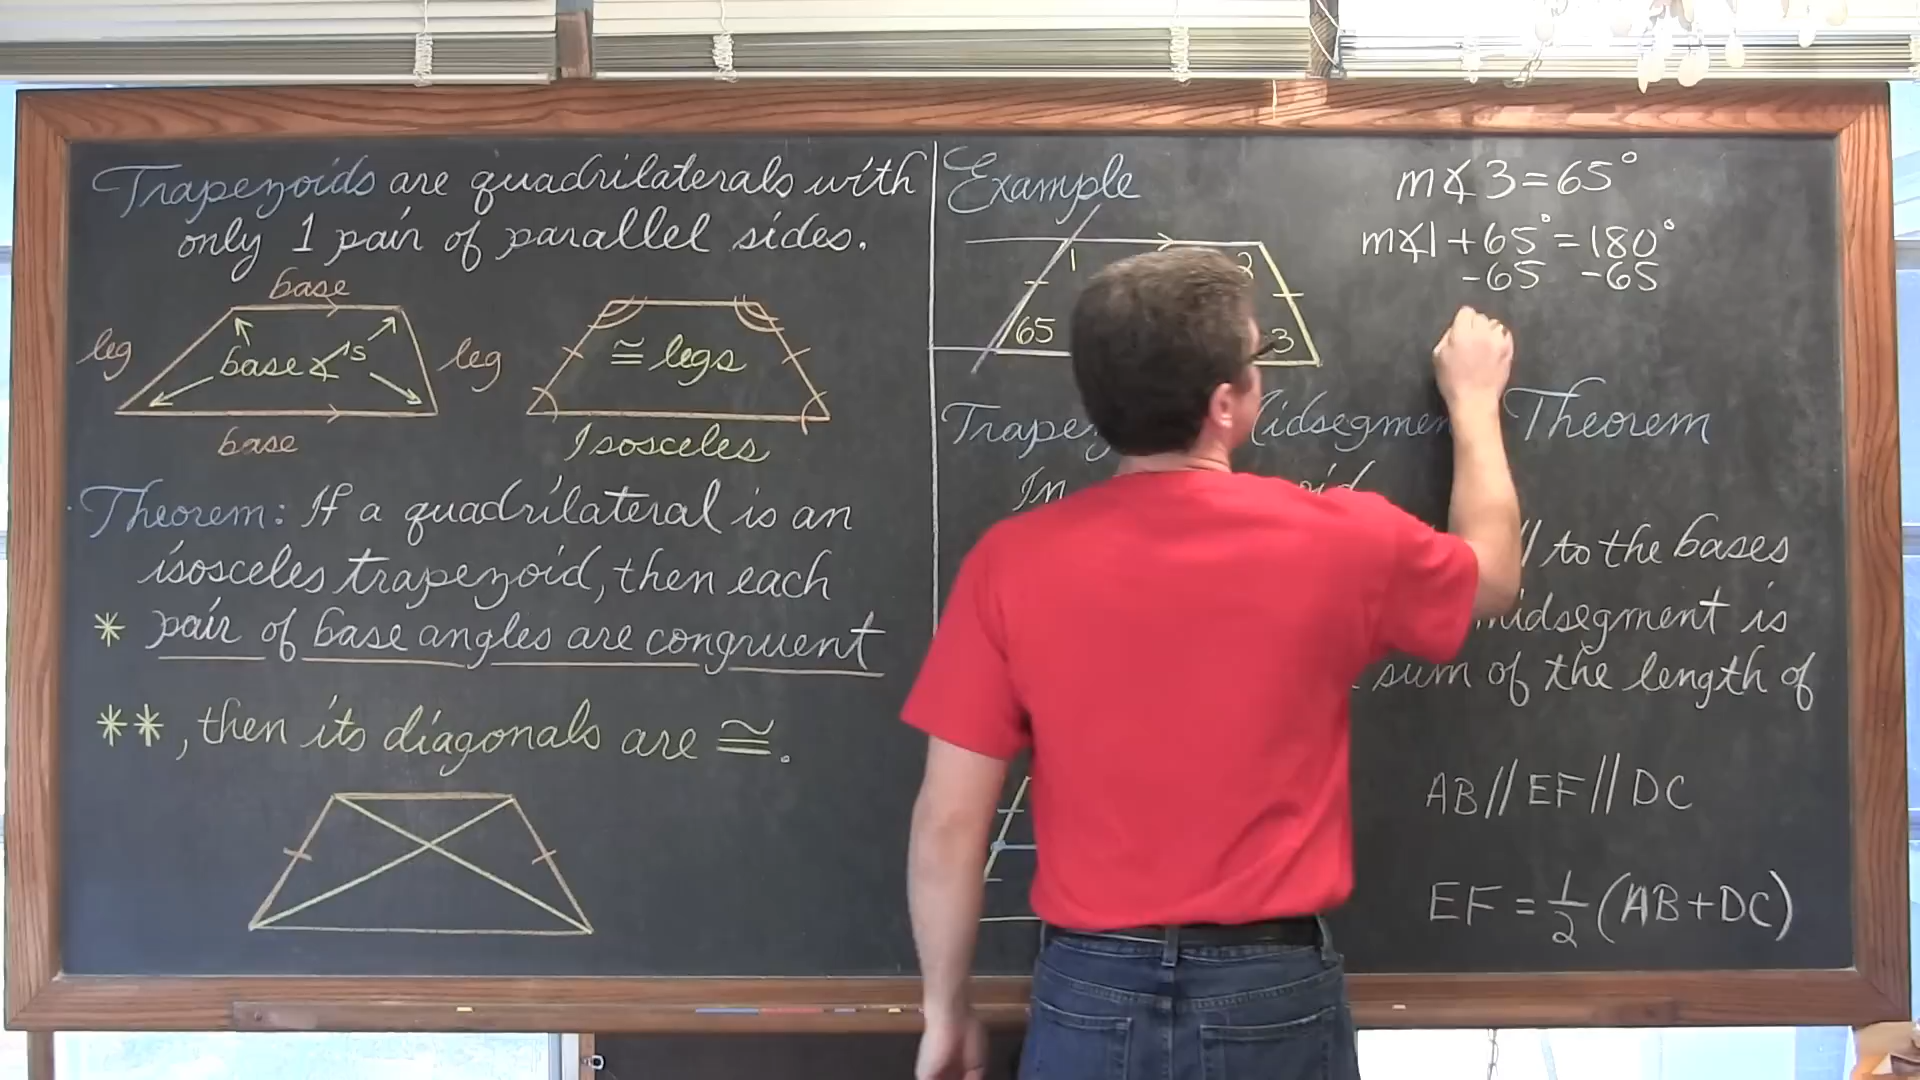 Trapezoids are quadrilaterals with
only 1 pair of parallel sides.
base
leg
base ∡'s
leg
base
≅ legs
Isosceles
Theorem: If a quadrilateral is an
isosceles trapezoid, then each
* pair of base angles are congruent
**, then its diagonals are ≅.
Example
1
2
65
3
m∡3=65°
m∡1+65°=180°
-65 -65
Theorem
In
// to the bases
midsegment is
sum of the length of
AB//EF//DC
EF=1/2(AB+DC)